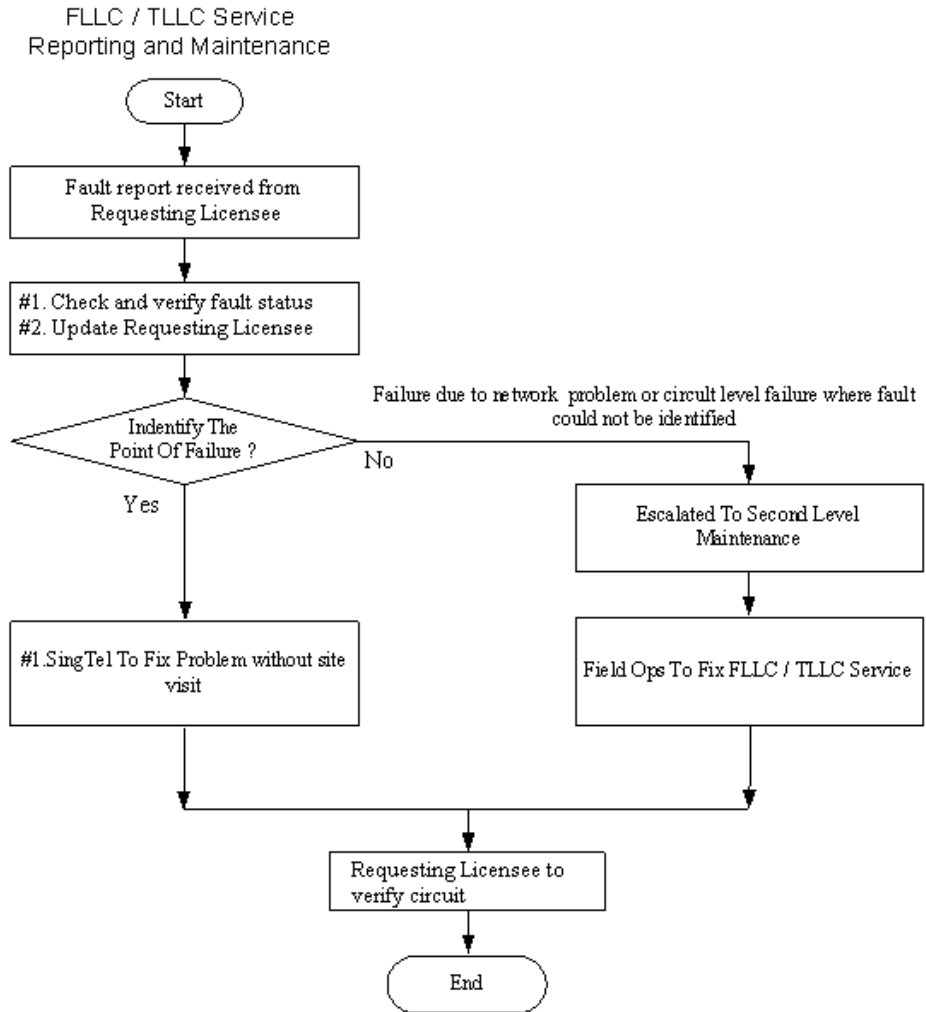 FLLC / TLLC Service
Reporting and Maintenance
Start
Fault report received from
Requesting Licensee
#1. Check and verify fault status
#2. Update Requesting Licensee
Failure due to network problem or circult level failure where fault
could not be identified
Indentify The
Point Of Failure ?
No
Yes
Escalated To Second Level
Maintenance
#1.SingTel To Fix Problem without site
visit
Field Ops To Fix FLLC / TLLC Service
Requesting Licensee to
verify circuit
End